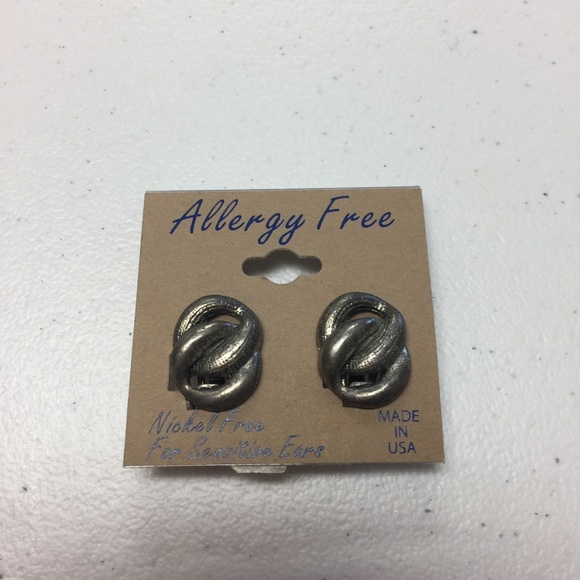 Allergy Free
Nickel Free
For Sensitive Ears
MADE
IN
USA